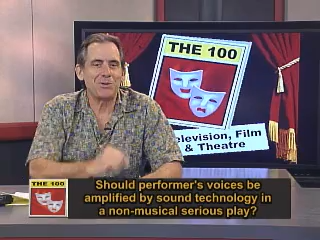 THE 100
Television, Film
& Theatre
THE 100
Should performer's voices be
amplified by sound technology in
a non-musical serious play?